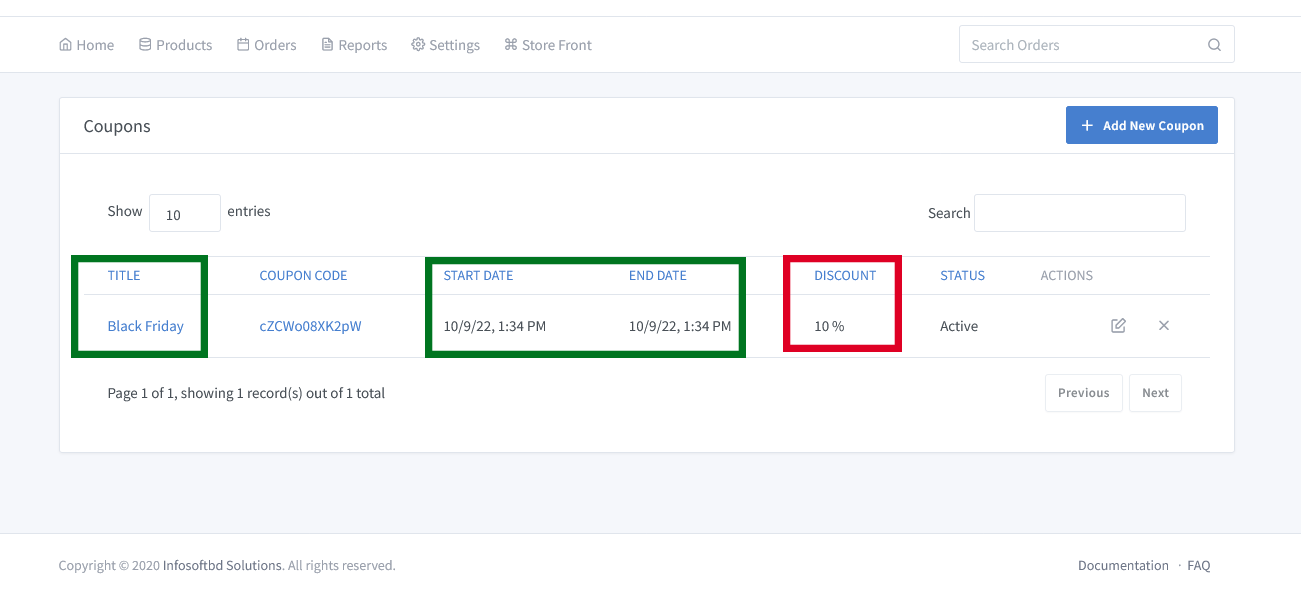 Home Products Orders Reports Settings Store Front Search Orders
Coupons Add New Coupon
Show 10 entries Search
TITLE COUPON CODE START DATE END DATE DISCOUNT STATUS ACTIONS
Black Friday cZCWo08XK2pW 10/9/22, 1:34 PM 10/9/22, 1:34 PM 10 % Active
Page 1 of 1, showing 1 record(s) out of 1 total Previous Next
Copyright © 2020 Infosoftbd Solutions. All rights reserved. Documentation · FAQ